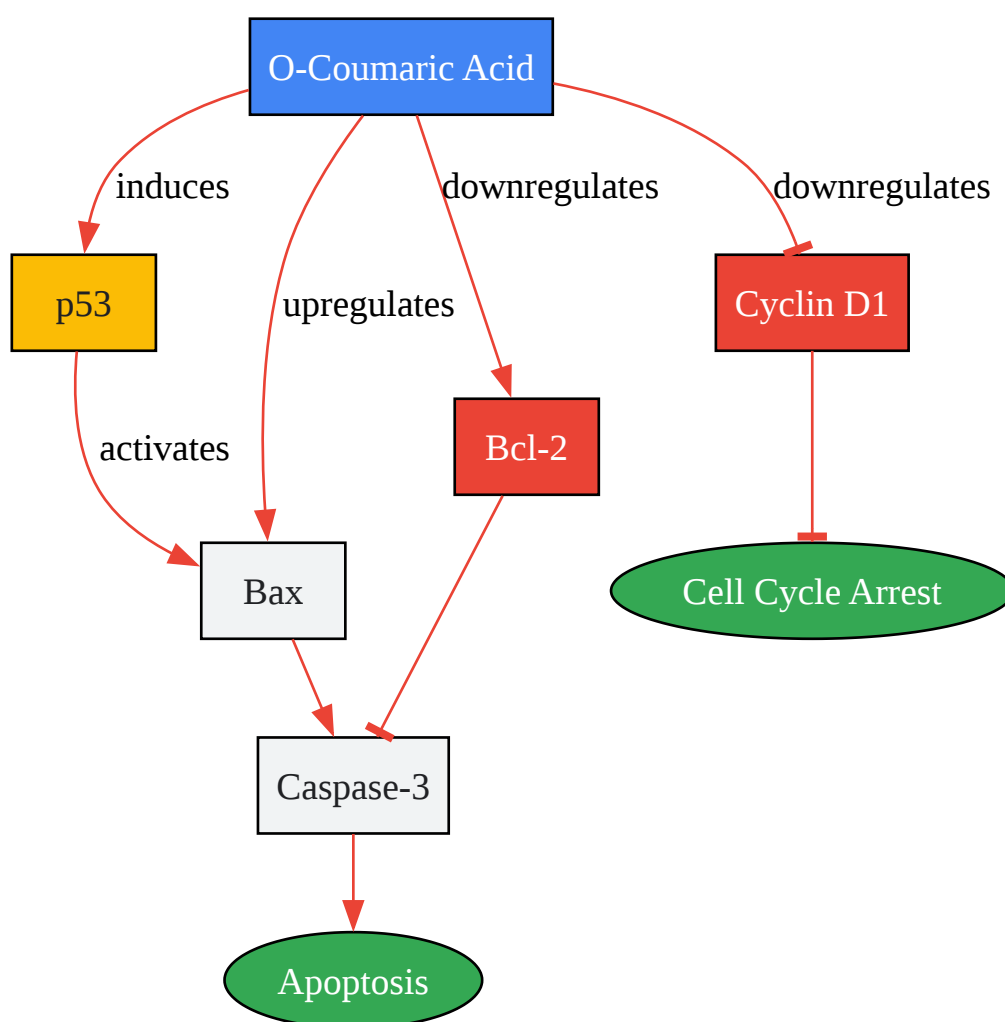 O-Coumaric Acid
induces
downregulates
downregulates
p53
upregulates
Cyclin D1
activates
Bcl-2
Bax
Cell Cycle Arrest
Caspase-3
Apoptosis